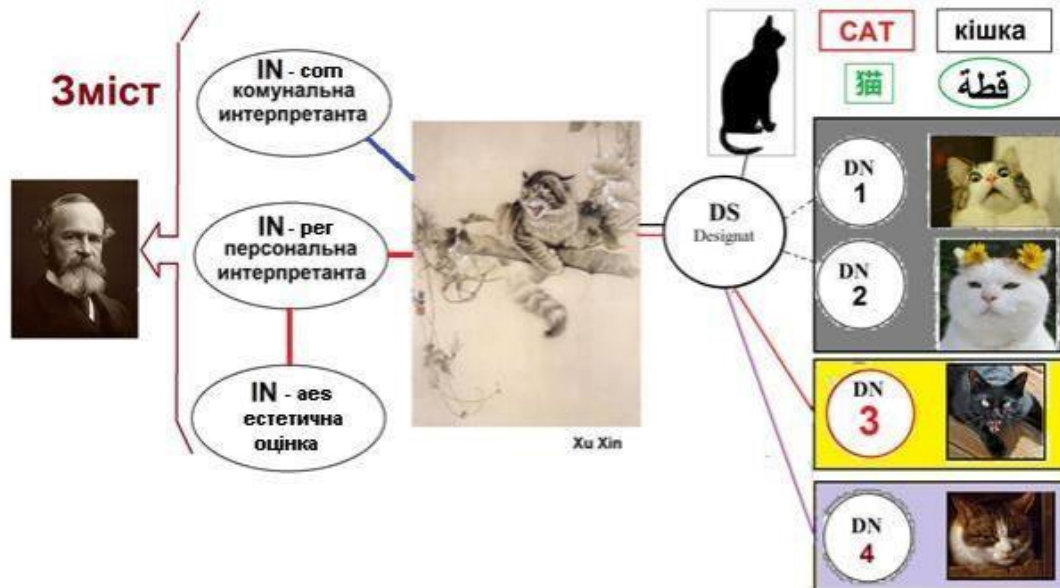 Зміст
IN - com
комунальна
интерпретанта
IN - per
персональна
интерпретанта
IN - aes
естетична
оцінка
Xu Xin
DS
Designat
CAT
кішка
猫
قطة
DN
1
DN
2
DN
3
DN
4